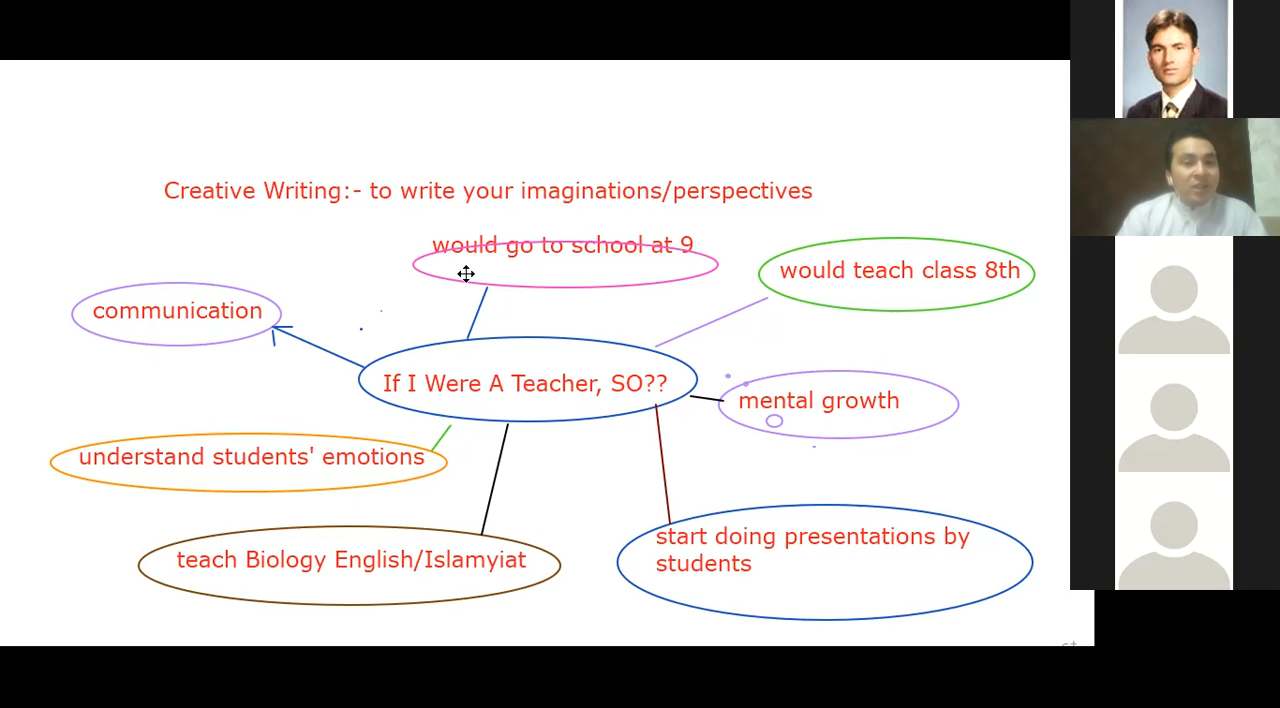 Creative Writing:- to write your imaginations/perspectives
would go to school at 9
would teach class 8th
communication
If I Were A Teacher, SO??
mental growth
understand students' emotions
start doing presentations by
students
teach Biology English/Islamyiat